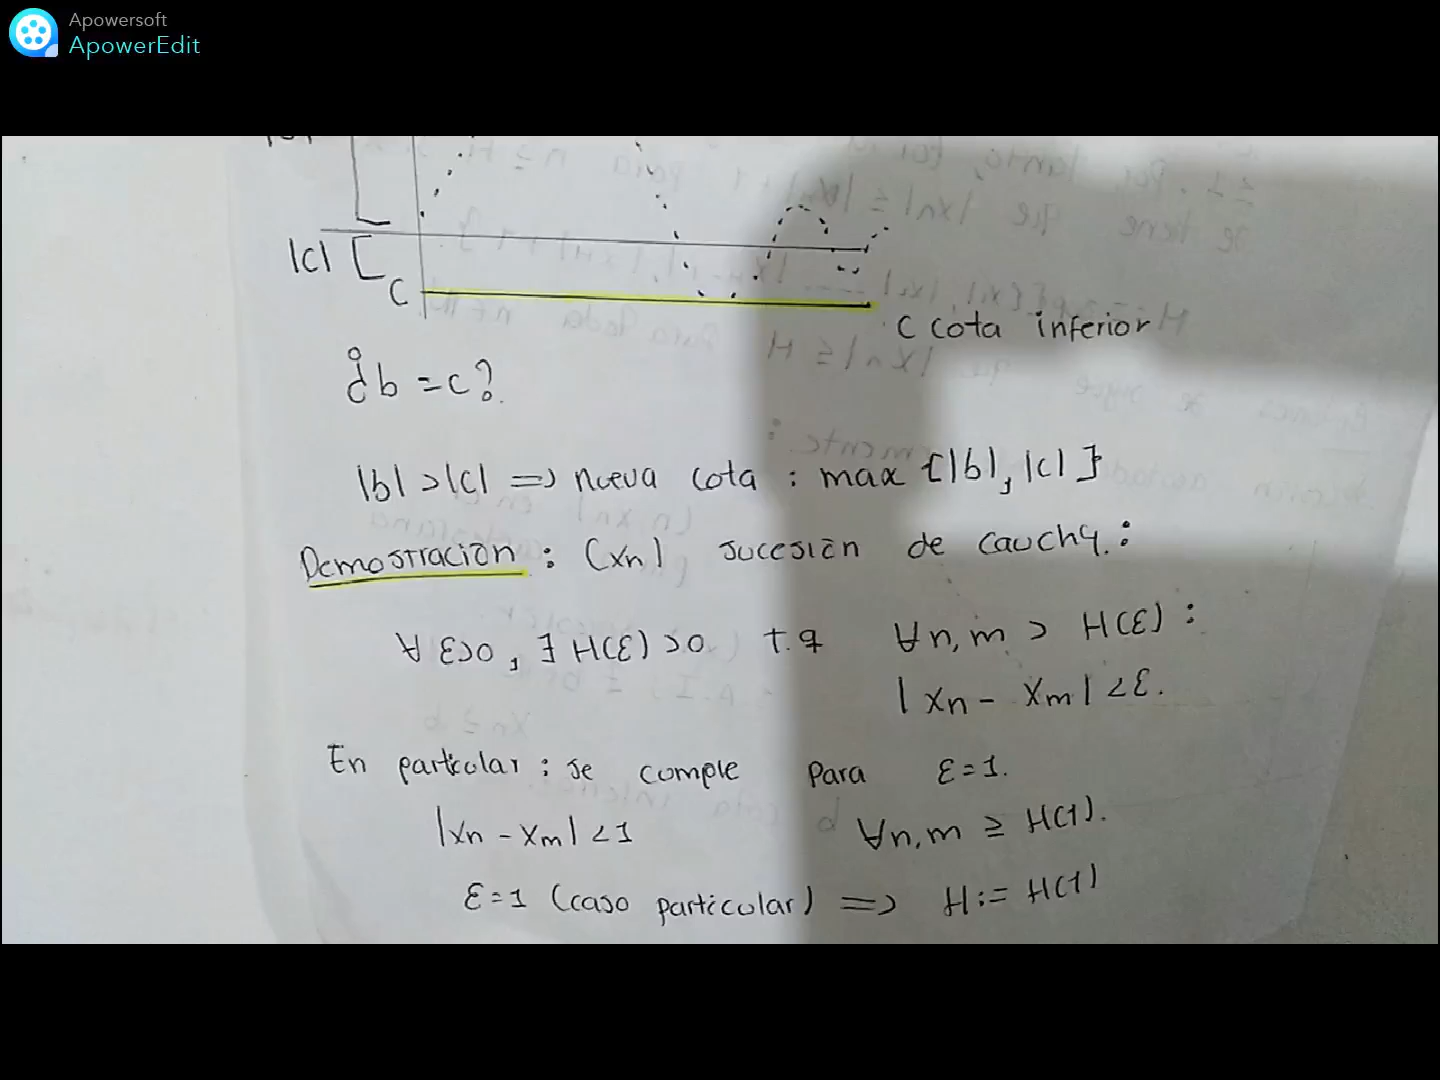 Apowersoft
ApowerEdit
|c| [
c
c cota inferior
¿b = c?
|b| > |c| => nueva cota : max {|b|, |c|}
Demostración : (xn) sucesión de cauchy :
∀ ε>0, ∃ H(ε) >0 t.q ∀n, m > H(ε) :
| xn - xm | < ε.
En particular : se cumple para ε = 1.
|xn - xm| < 1 ∀n, m ≥ H(1).
ε = 1 (caso particular) => H := H(1)